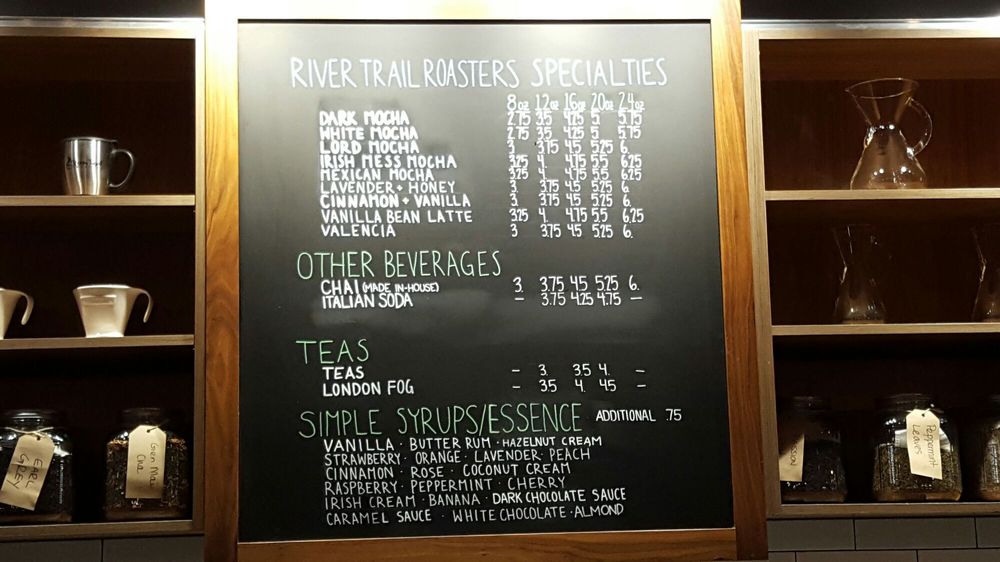 RIVER TRAIL ROASTERS SPECIALTIES
8oz 12oz 16oz 20oz 24oz
DARK MOCHA 2.75 3.5 4.25 5. 5.75
WHITE MOCHA 2.75 3.5 4.25 5 5.75
LORD MOCHA 3 3.75 4.5 5.25 6.
IRISH MESS MOCHA 3.25 4. 4.75 5.5 6.25
MEXICAN MOCHA 3.25 4. 4.75 5.5 6.25
LAVENDER + HONEY 3 3.75 4.5 5.25 6
CINNAMON + VANILLA 3 3.75 4.5 5.25 6.
VANILLA BEAN LATTE 3.25 4. 4.75 5.5 6.25
VALENCIA 3 3.75 4.5 5.25 6.
OTHER BEVERAGES
CHAI (MADE IN-HOUSE) 3. 3.75 4.5 5.25 6.
ITALIAN SODA – 3.75 4.25 4.75 –
TEAS
TEAS – 3. 3.5 4. –
LONDON FOG – 3.5 4. 4.5 –
SIMPLE SYRUPS/ESSENCE ADDITIONAL .75
VANILLA · BUTTER RUM · HAZELNUT CREAM
STRAWBERRY · ORANGE · LAVENDER · PEACH
CINNAMON · ROSE · COCONUT CREAM
RASPBERRY · PEPPERMINT · CHERRY
IRISH CREAM · BANANA · DARK CHOCOLATE SAUCE
CARAMEL SAUCE · WHITE CHOCOLATE · ALMOND
EARL
GREY
Gen Mai
Cha
Peppermint
Leaves